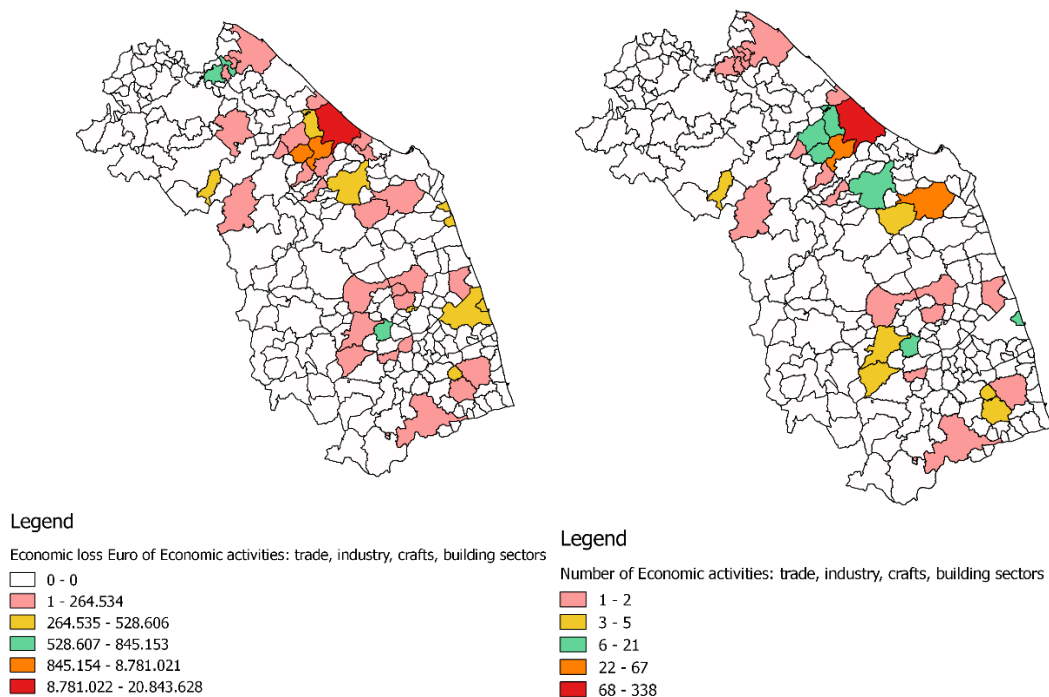 Legend
Economic loss Euro of Economic activities: trade, industry, crafts, building sectors
0 - 0
1 - 264.534
264.535 - 528.606
528.607 - 845.153
845.154 - 8.781.021
8.781.022 - 20.843.628
Legend
Number of Economic activities: trade, industry, crafts, building sectors
1 - 2
3 - 5
6 - 21
22 - 67
68 - 338